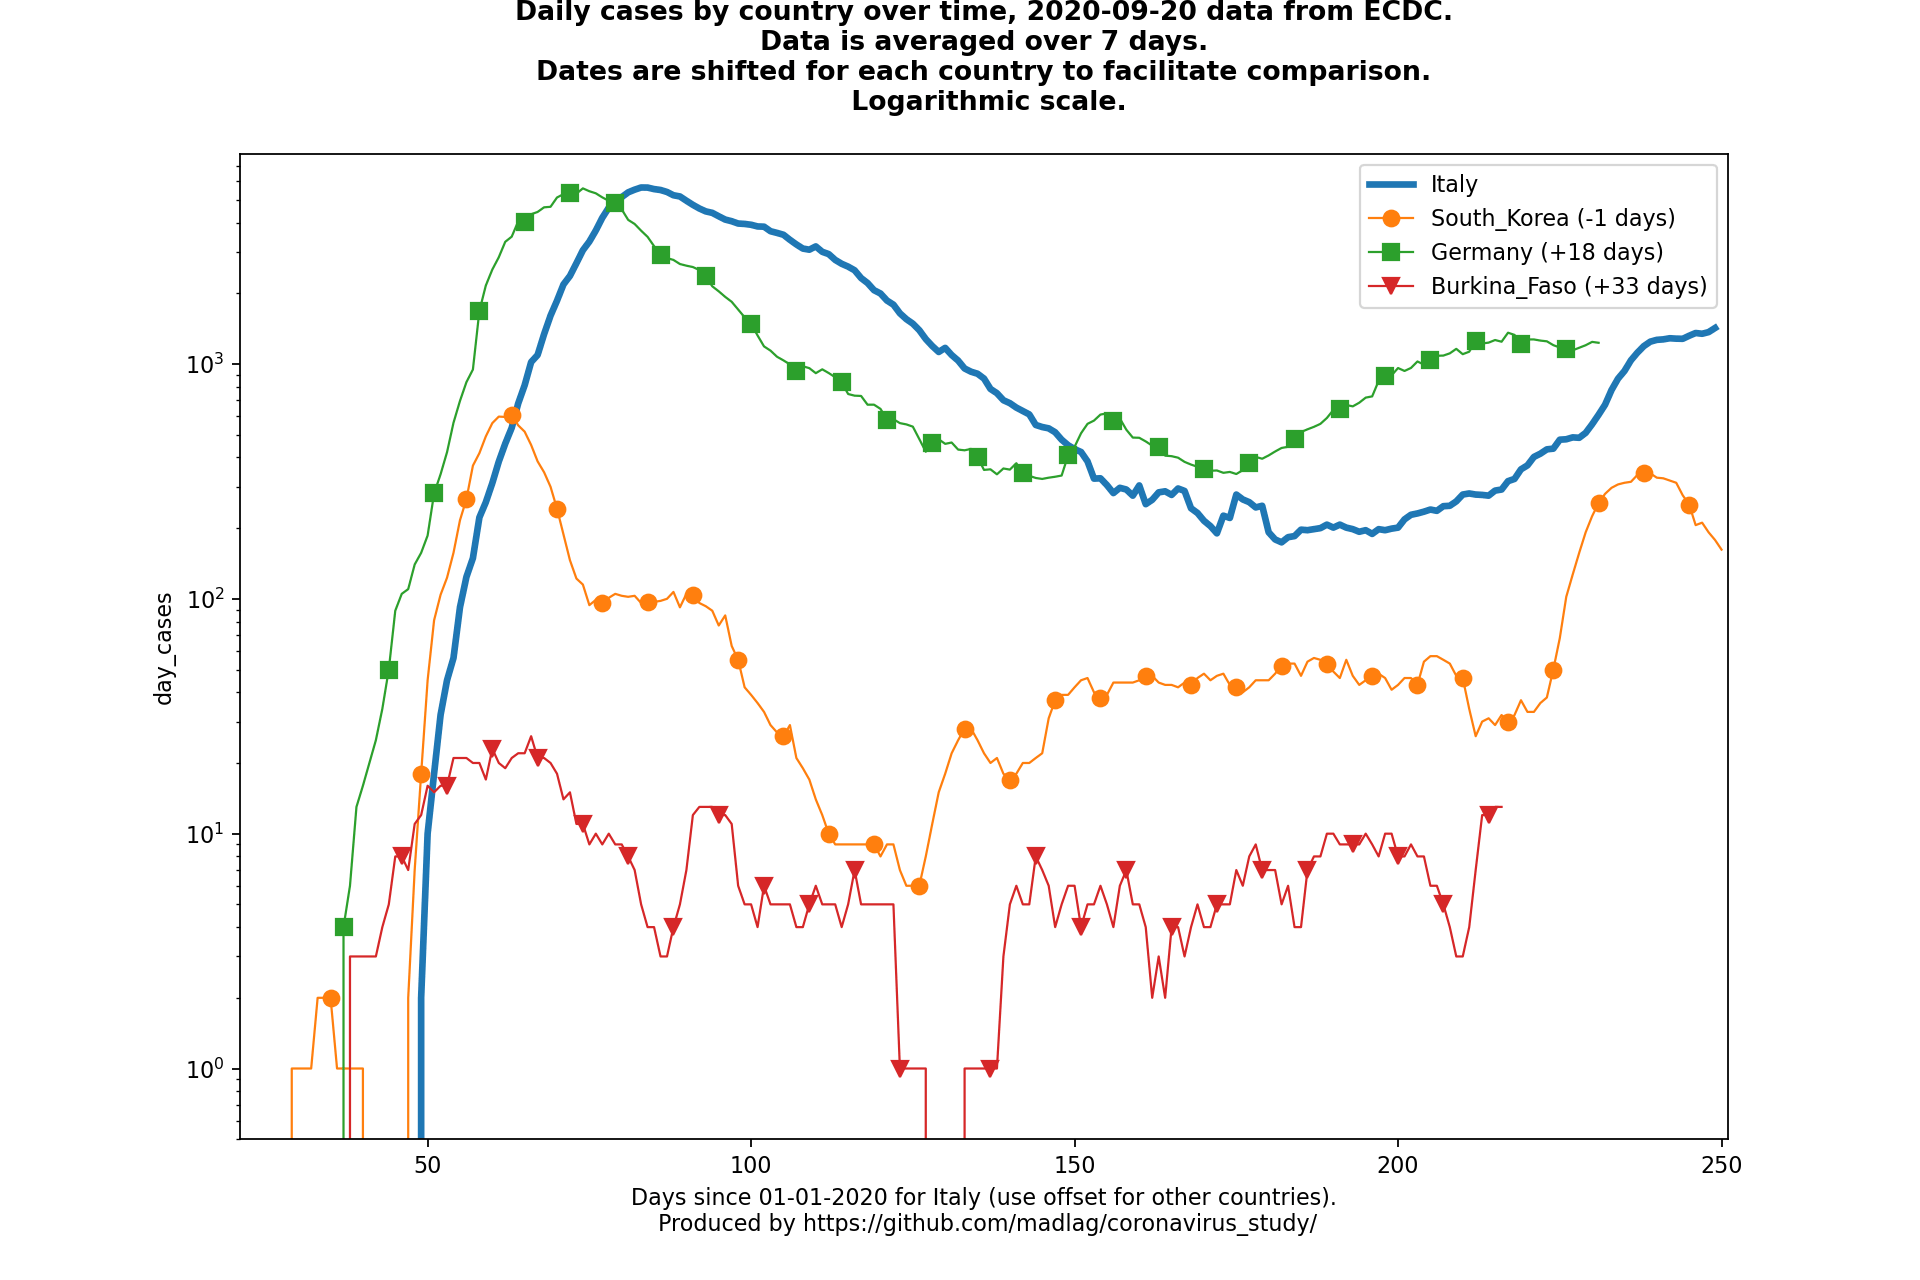 Daily cases by country over time, 2020-09-20 data from ECDC.
Data is averaged over 7 days.
Dates are shifted for each country to facilitate comparison.
Logarithmic scale.
Italy
South_Korea (-1 days)
Germany (+18 days)
Burkina_Faso (+33 days)
10³
10²
10¹
10⁰
day_cases
50 100 150 200 250
Days since 01-01-2020 for Italy (use offset for other countries).
Produced by https://github.com/madlag/coronavirus_study/